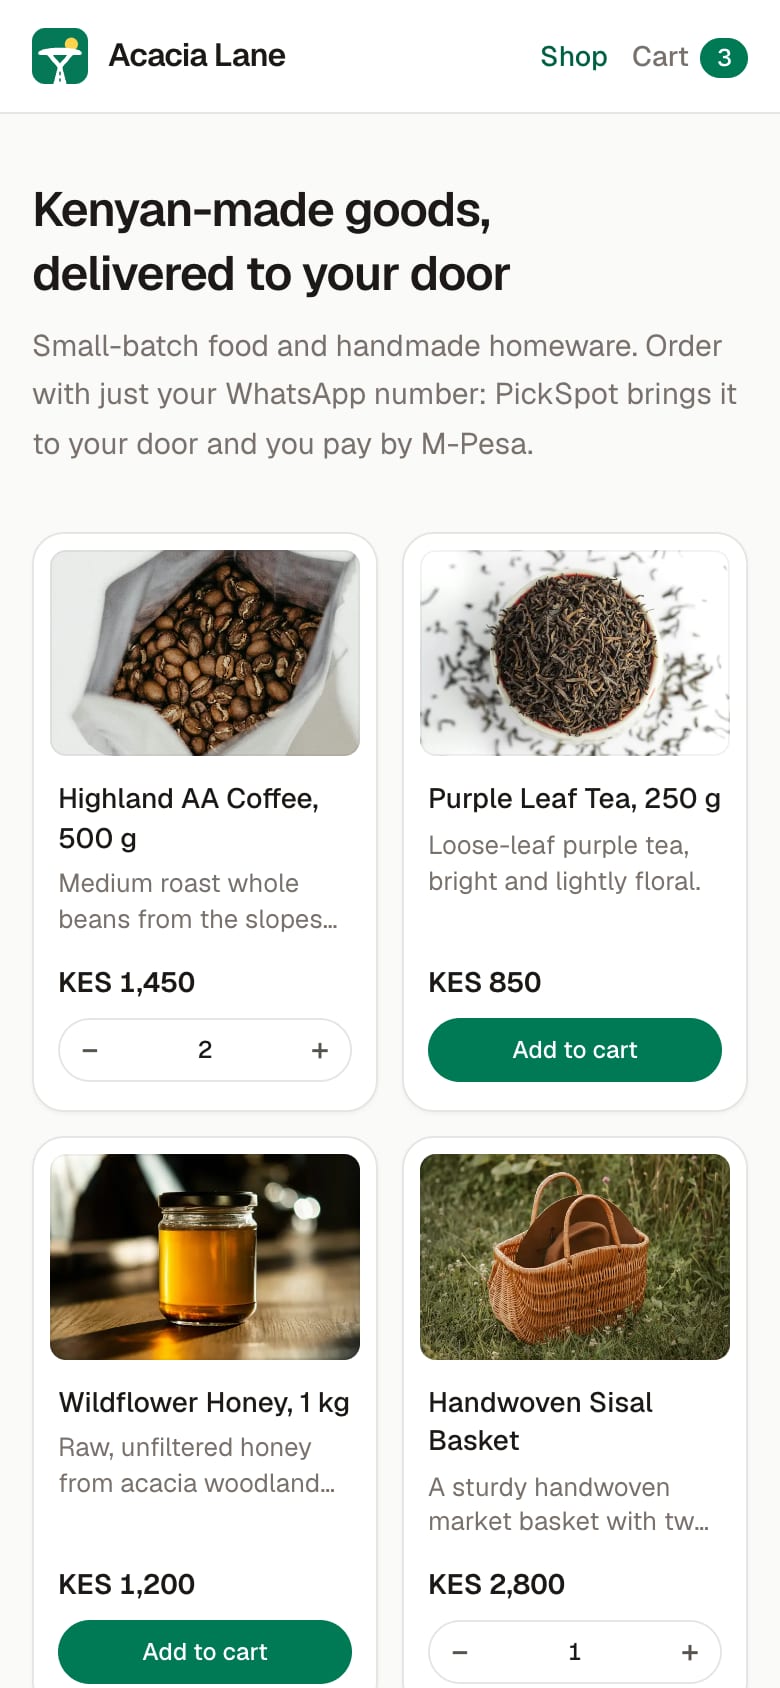 Acacia Lane
Shop
Cart 3
Kenyan-made goods,
delivered to your door
Small-batch food and handmade homeware. Order
with just your WhatsApp number: PickSpot brings it
to your door and you pay by M-Pesa.
Highland AA Coffee,
500 g
Medium roast whole
beans from the slopes...
KES 1,450
− 2 +
Purple Leaf Tea, 250 g
Loose-leaf purple tea,
bright and lightly floral.
KES 850
Add to cart
Wildflower Honey, 1 kg
Raw, unfiltered honey
from acacia woodland...
KES 1,200
Add to cart
Handwoven Sisal
Basket
A sturdy handwoven
market basket with tw...
KES 2,800
− 1 +